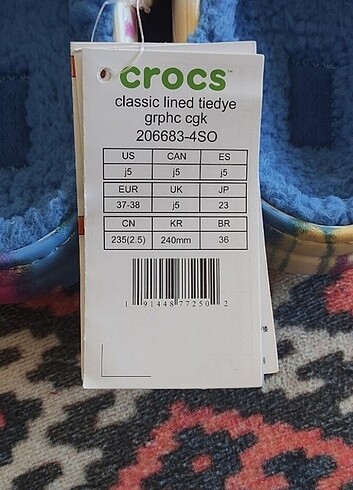 crocs™
classic lined tiedye
grphc cgk
206683-4SO
US CAN ES
j5 j5 j5
EUR UK JP
37-38 j5 23
CN KR BR
235(2.5) 240mm 36
1 91448 77250 2